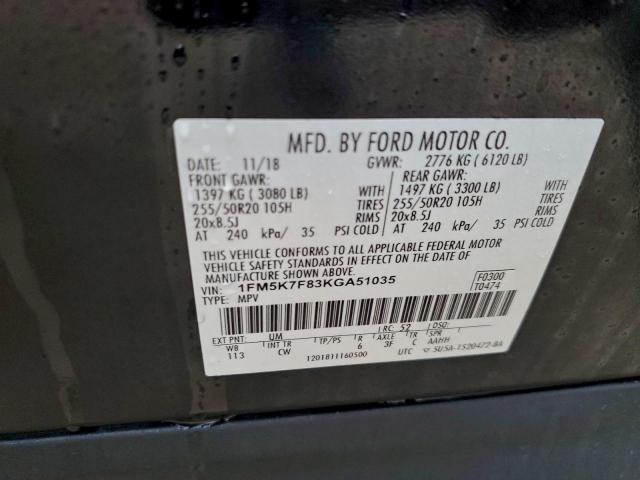 MFD. BY FORD MOTOR CO.
DATE: 11/18 GVWR: 2776 KG ( 6120 LB)
FRONT GAWR: REAR GAWR:
1397 KG ( 3080 LB) WITH 1497 KG ( 3300 LB) WITH
255/50R20 105H TIRES 255/50R20 105H TIRES
20x8.5J RIMS 20x8.5J RIMS
AT 240 kPa/ 35 PSI COLD AT 240 kPa/ 35 PSI COLD
THIS VEHICLE CONFORMS TO ALL APPLICABLE FEDERAL MOTOR
VEHICLE SAFETY STANDARDS IN EFFECT ON THE DATE OF
MANUFACTURE SHOWN ABOVE.
VIN: 1FM5K7F83KGA51035 F0300
TYPE: MPV T0474
EXT PNT: UM RC: 52 DSO:
WB INT TR TP/PS R AXLE TR SPR
113 CW 6 3F C AAHH
1201811160500 UTC 5U5A-1520472-BA